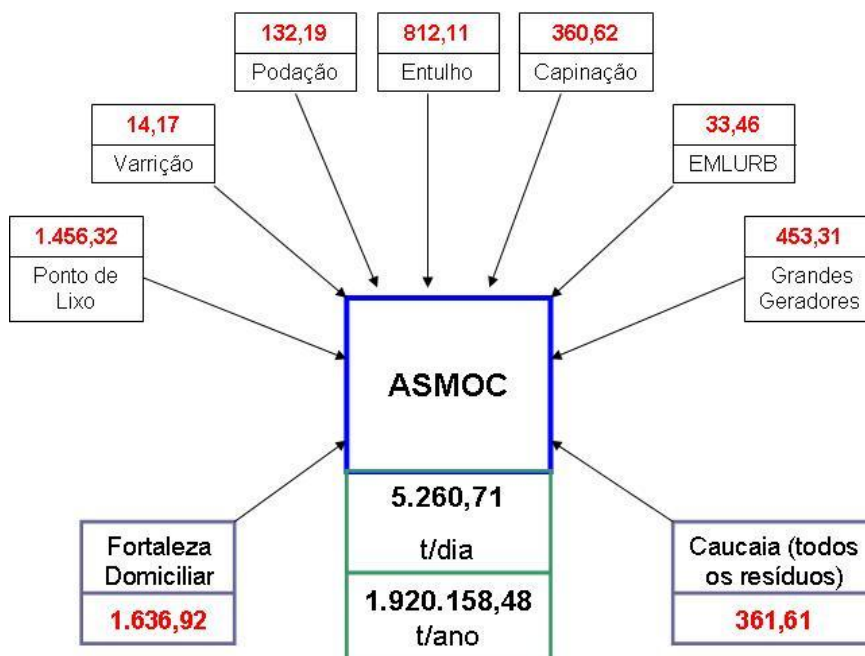 132,19
Podação
812,11
Entulho
360,62
Capinação
14,17
Varrição
33,46
EMLURB
1.456,32
Ponto de
Lixo
453,31
Grandes
Geradores
ASMOC
5.260,71
t/dia
1.920.158,48
t/ano
Fortaleza
Domiciliar
1.636,92
Caucaia (todos
os resíduos)
361,61